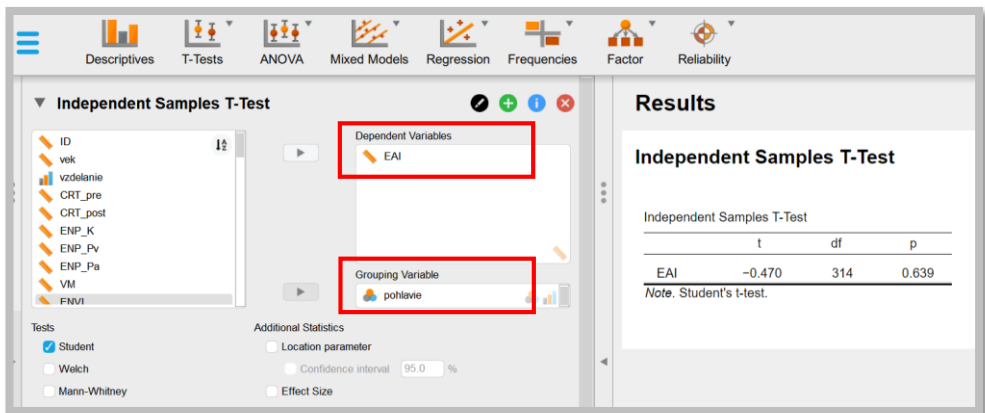 Descriptives T-Tests ANOVA Mixed Models Regression Frequencies Factor Reliability
Independent Samples T-Test
ID
vek
vzdelanie
CRT_pre
CRT_post
ENP_K
ENP_Pv
ENP_Pa
VM
ENVI
Dependent Variables
EAI
Grouping Variable
pohlavie
Tests
Student
Welch
Mann-Whitney
Additional Statistics
Location parameter
Confidence interval 95.0 %
Effect Size
Results
Independent Samples T-Test
Independent Samples T-Test
t df p
EAI −0.470 314 0.639
Note. Student's t-test.